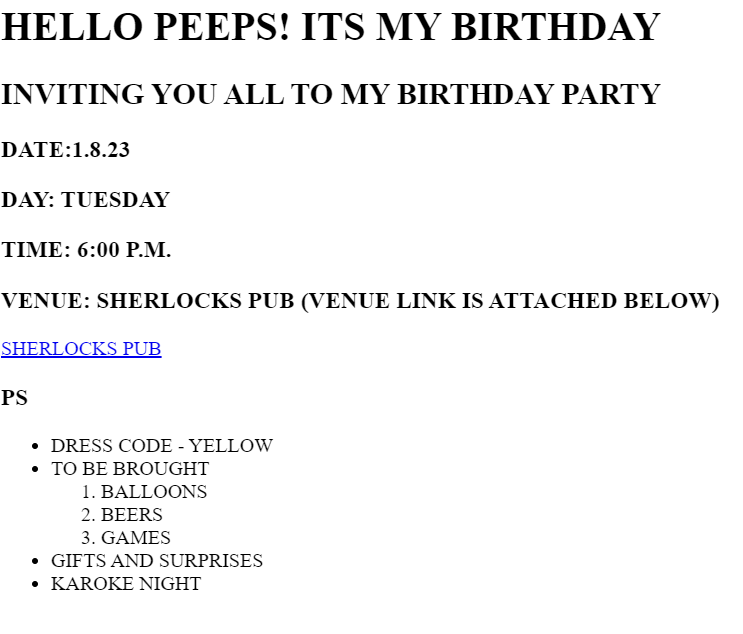 HELLO PEEPS! ITS MY BIRTHDAY
INVITING YOU ALL TO MY BIRTHDAY PARTY
DATE:1.8.23
DAY: TUESDAY
TIME: 6:00 P.M.
VENUE: SHERLOCKS PUB (VENUE LINK IS ATTACHED BELOW)
SHERLOCKS PUB
PS
• DRESS CODE - YELLOW
• TO BE BROUGHT
1. BALLOONS
2. BEERS
3. GAMES
• GIFTS AND SURPRISES
• KAROKE NIGHT